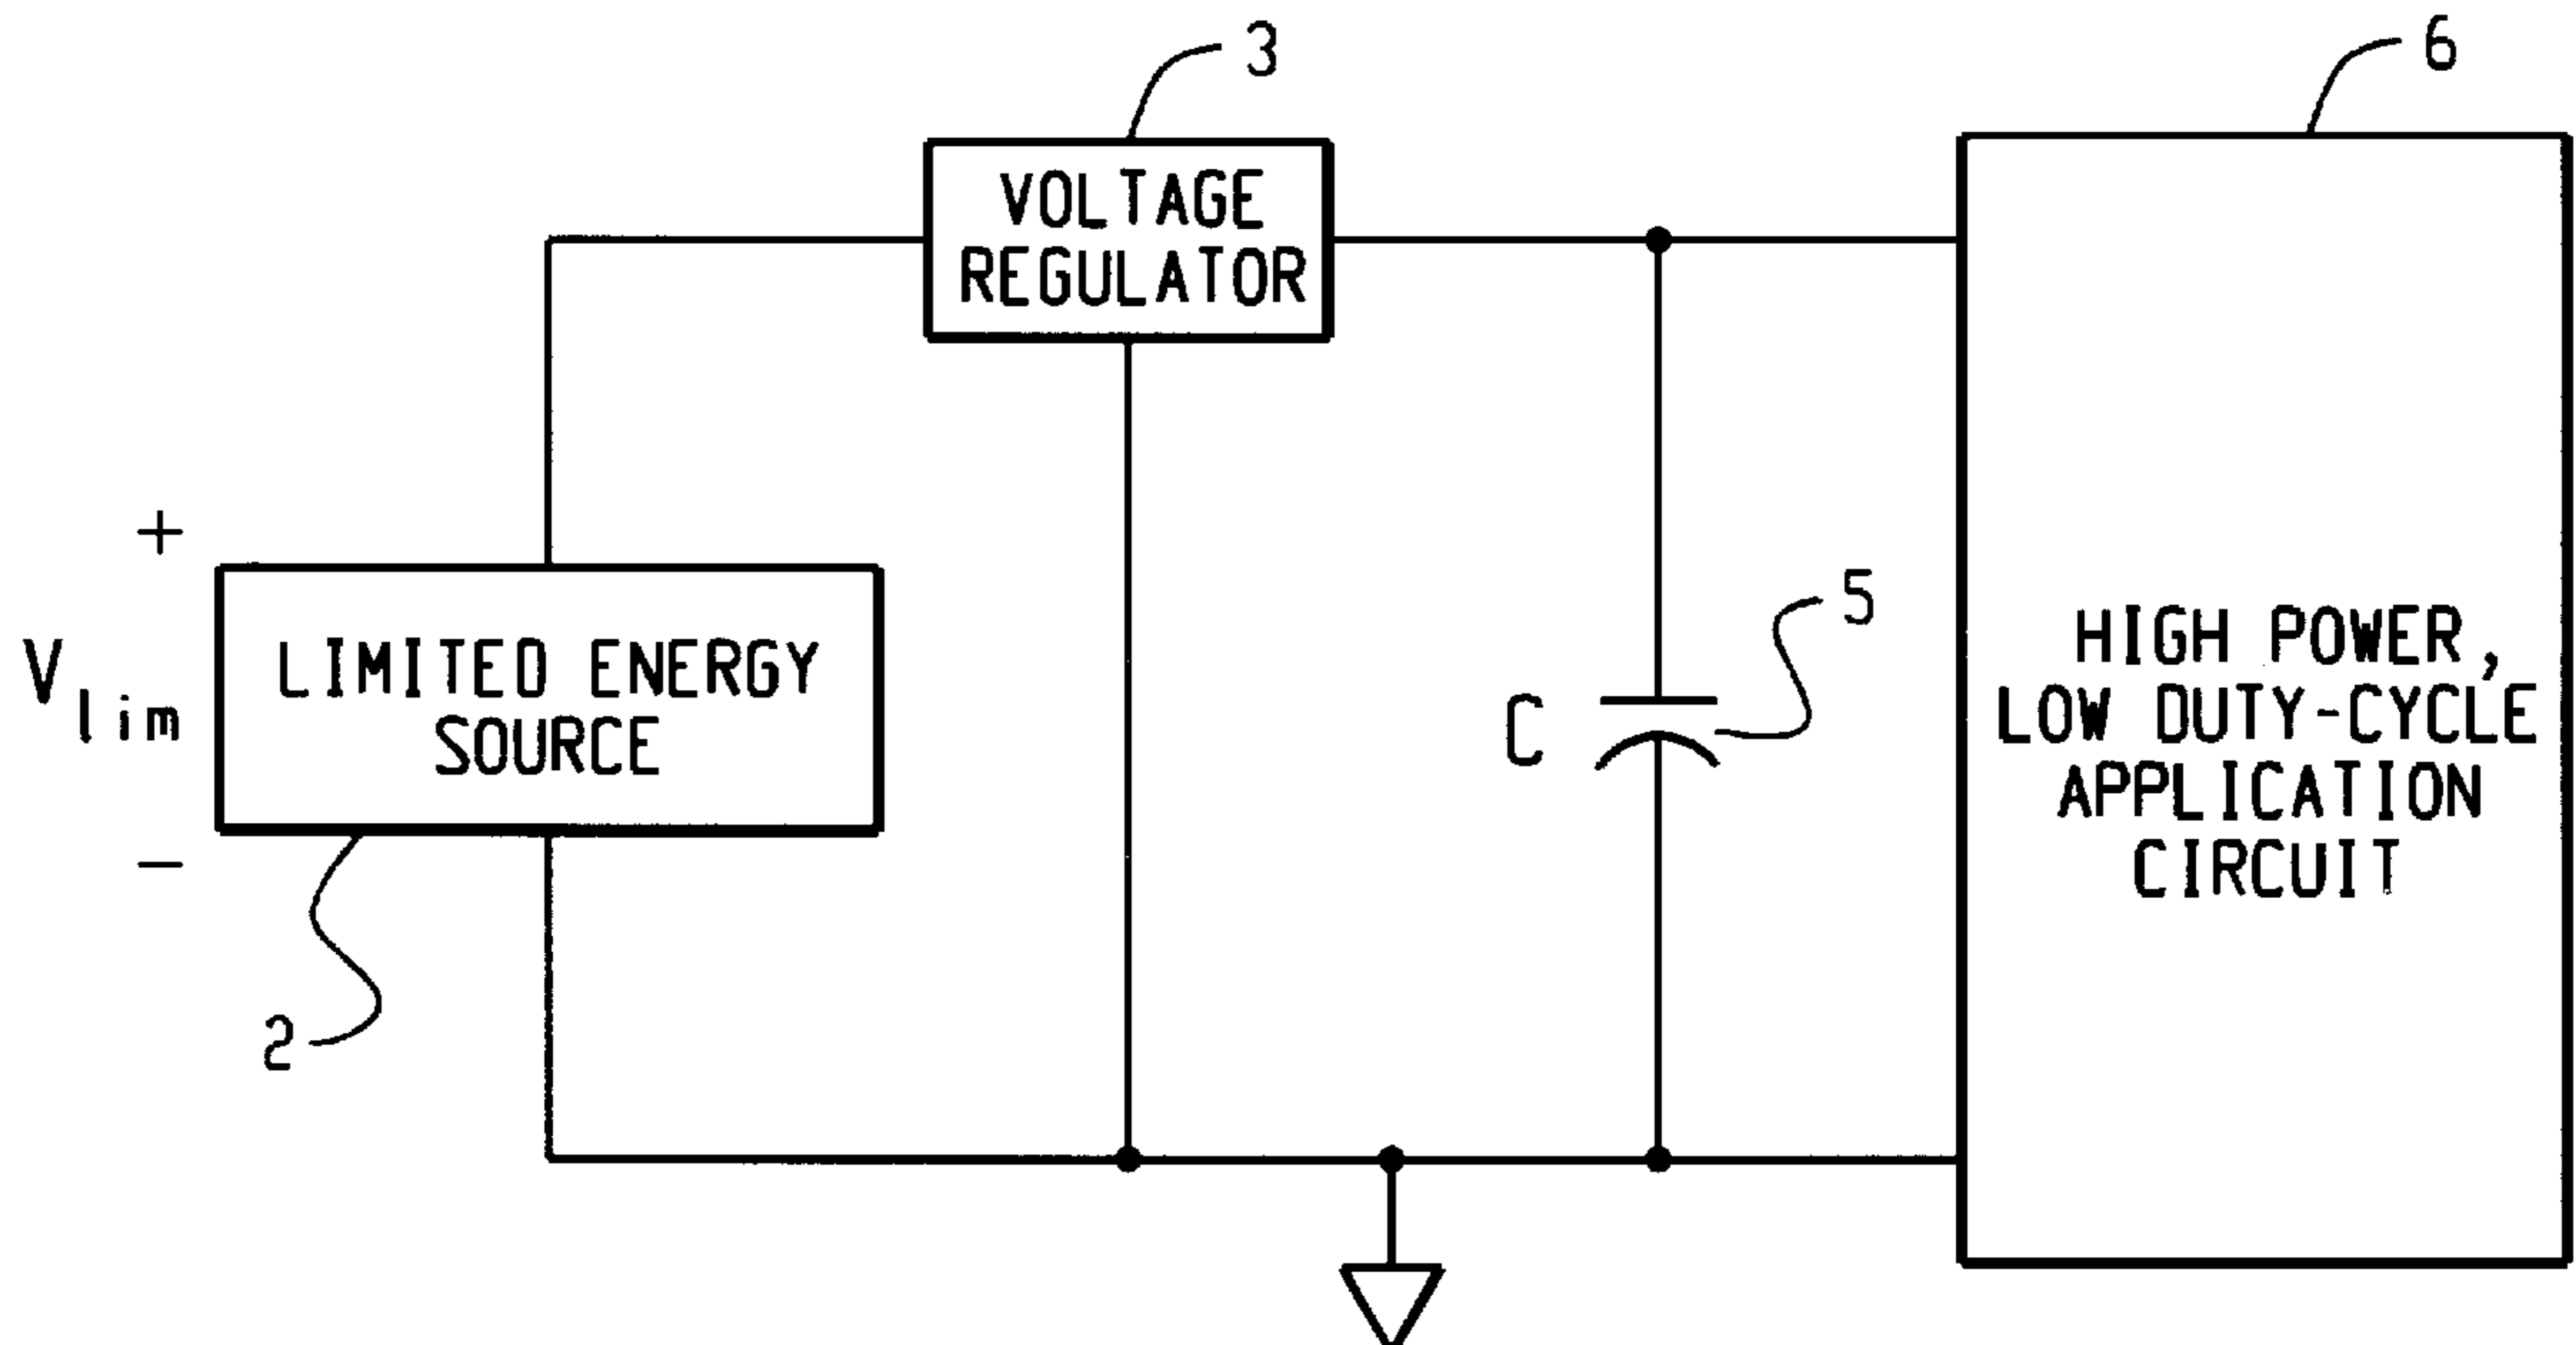 3
6
VOLTAGE
REGULATOR
+
V lim
LIMITED ENERGY
SOURCE
−
2
C
5
HIGH POWER,
LOW DUTY-CYCLE
APPLICATION
CIRCUIT